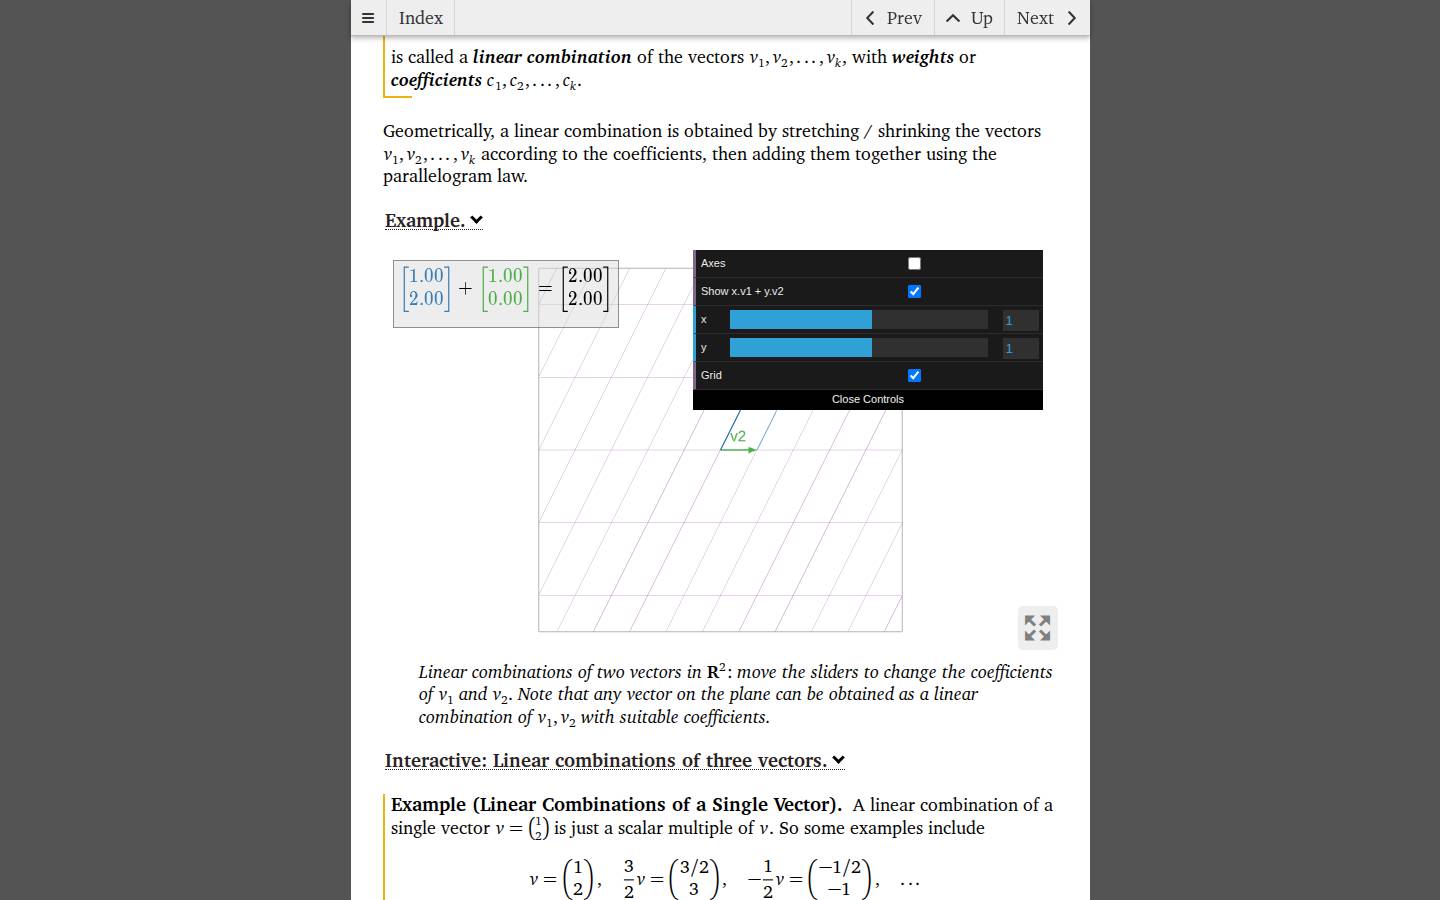 Index
Prev
Up
Next
is called a linear combination of the vectors v₁, v₂, . . . , vₖ, with weights or
coefficients c₁, c₂, . . . , cₖ.
Geometrically, a linear combination is obtained by stretching / shrinking the vectors
v₁, v₂, . . . , vₖ according to the coefficients, then adding them together using the
parallelogram law.
Example.
[1.00 2.00] + [1.00 0.00] = [2.00 2.00]
Axes
Show x.v1 + y.v2
x 1
y 1
Grid
Close Controls
v2
Linear combinations of two vectors in R²: move the sliders to change the coefficients
of v₁ and v₂. Note that any vector on the plane can be obtained as a linear
combination of v₁, v₂ with suitable coefficients.
Interactive: Linear combinations of three vectors.
Example (Linear Combinations of a Single Vector). A linear combination of a
single vector v = (1 2) is just a scalar multiple of v. So some examples include
v = (1 2), 3/2 v = (3/2 3), −1/2 v = (−1/2 −1), . . .